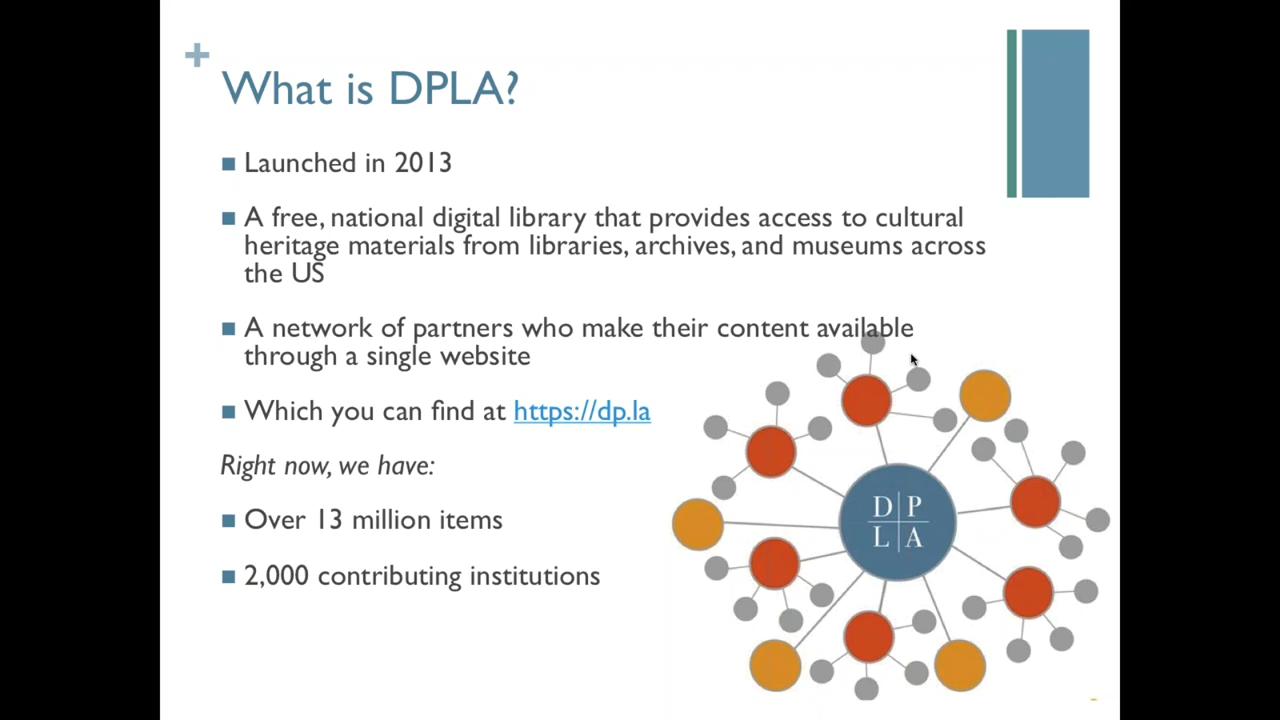 +
What is DPLA?
■ Launched in 2013
■ A free, national digital library that provides access to cultural
heritage materials from libraries, archives, and museums across
the US
■ A network of partners who make their content available
through a single website
■ Which you can find at https://dp.la
Right now, we have:
■ Over 13 million items
■ 2,000 contributing institutions
D P
L A